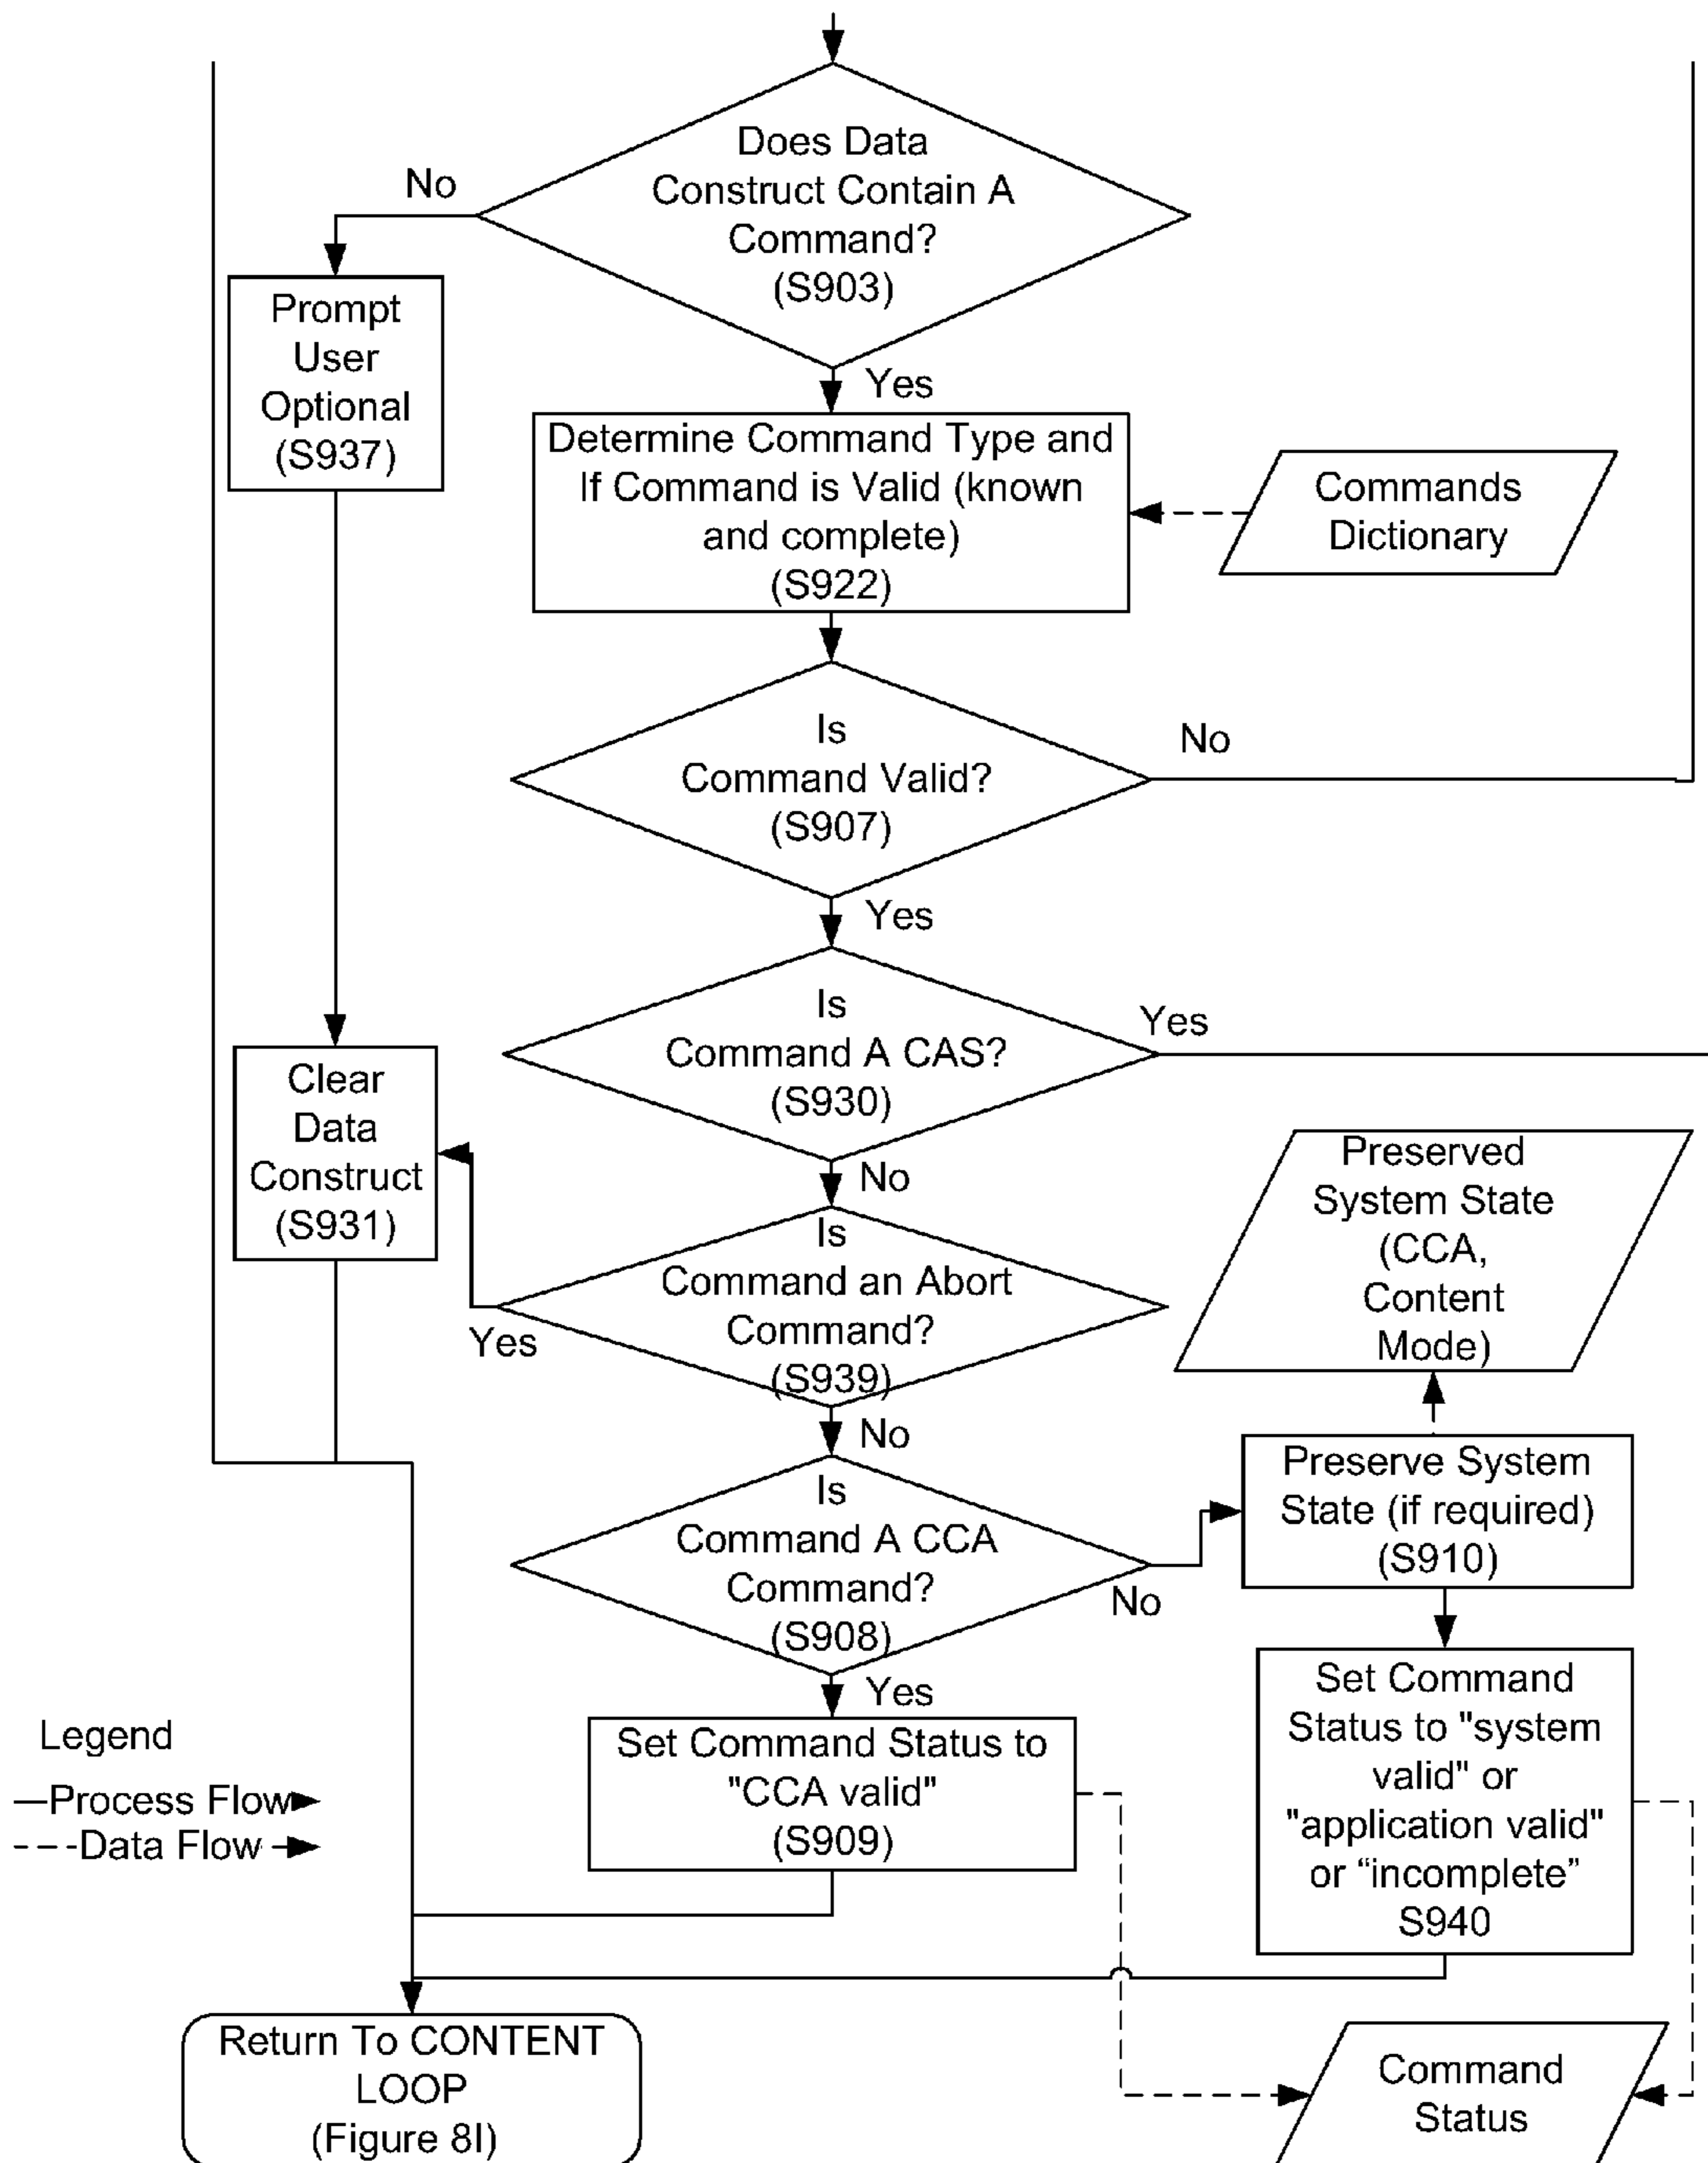 Does Data
Construct Contain A
Command?
(S903)
No
Yes
Prompt
User
Optional
(S937)
Determine Command Type and
If Command is Valid (known
and complete)
(S922)
Commands
Dictionary
Is
Command Valid?
(S907)
No
Yes
Is
Command A CAS?
(S930)
Yes
No
Clear
Data
Construct
(S931)
Is
Command an Abort
Command?
(S939)
Yes
No
Preserved
System State
(CCA,
Content
Mode)
Is
Command A CCA
Command?
(S908)
No
Yes
Preserve System
State (if required)
(S910)
Set Command Status to
"CCA valid"
(S909)
Set Command
Status to "system
valid" or
"application valid"
or “incomplete”
S940
Legend
Process Flow
Data Flow
Return To CONTENT
LOOP
(Figure 8I)
Command
Status